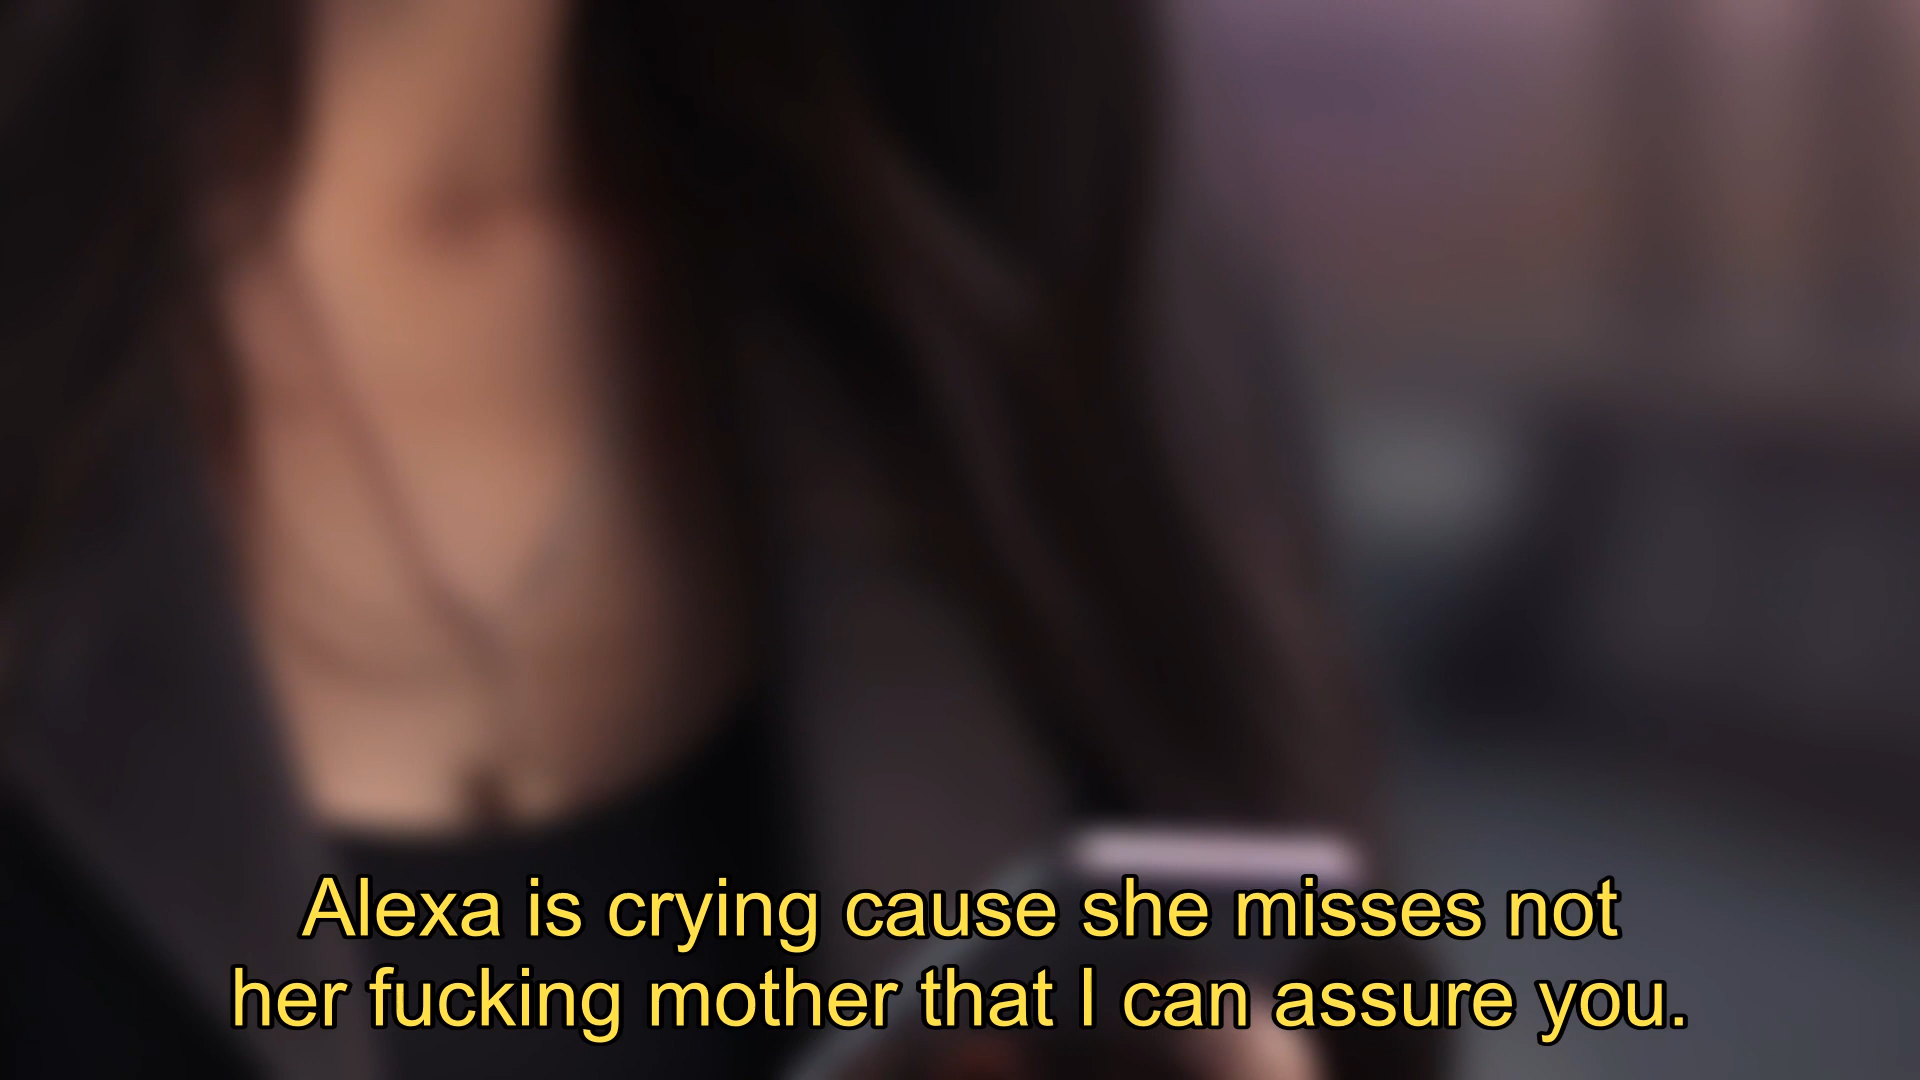 Alexa is crying cause she misses not
her fucking mother that I can assure you.